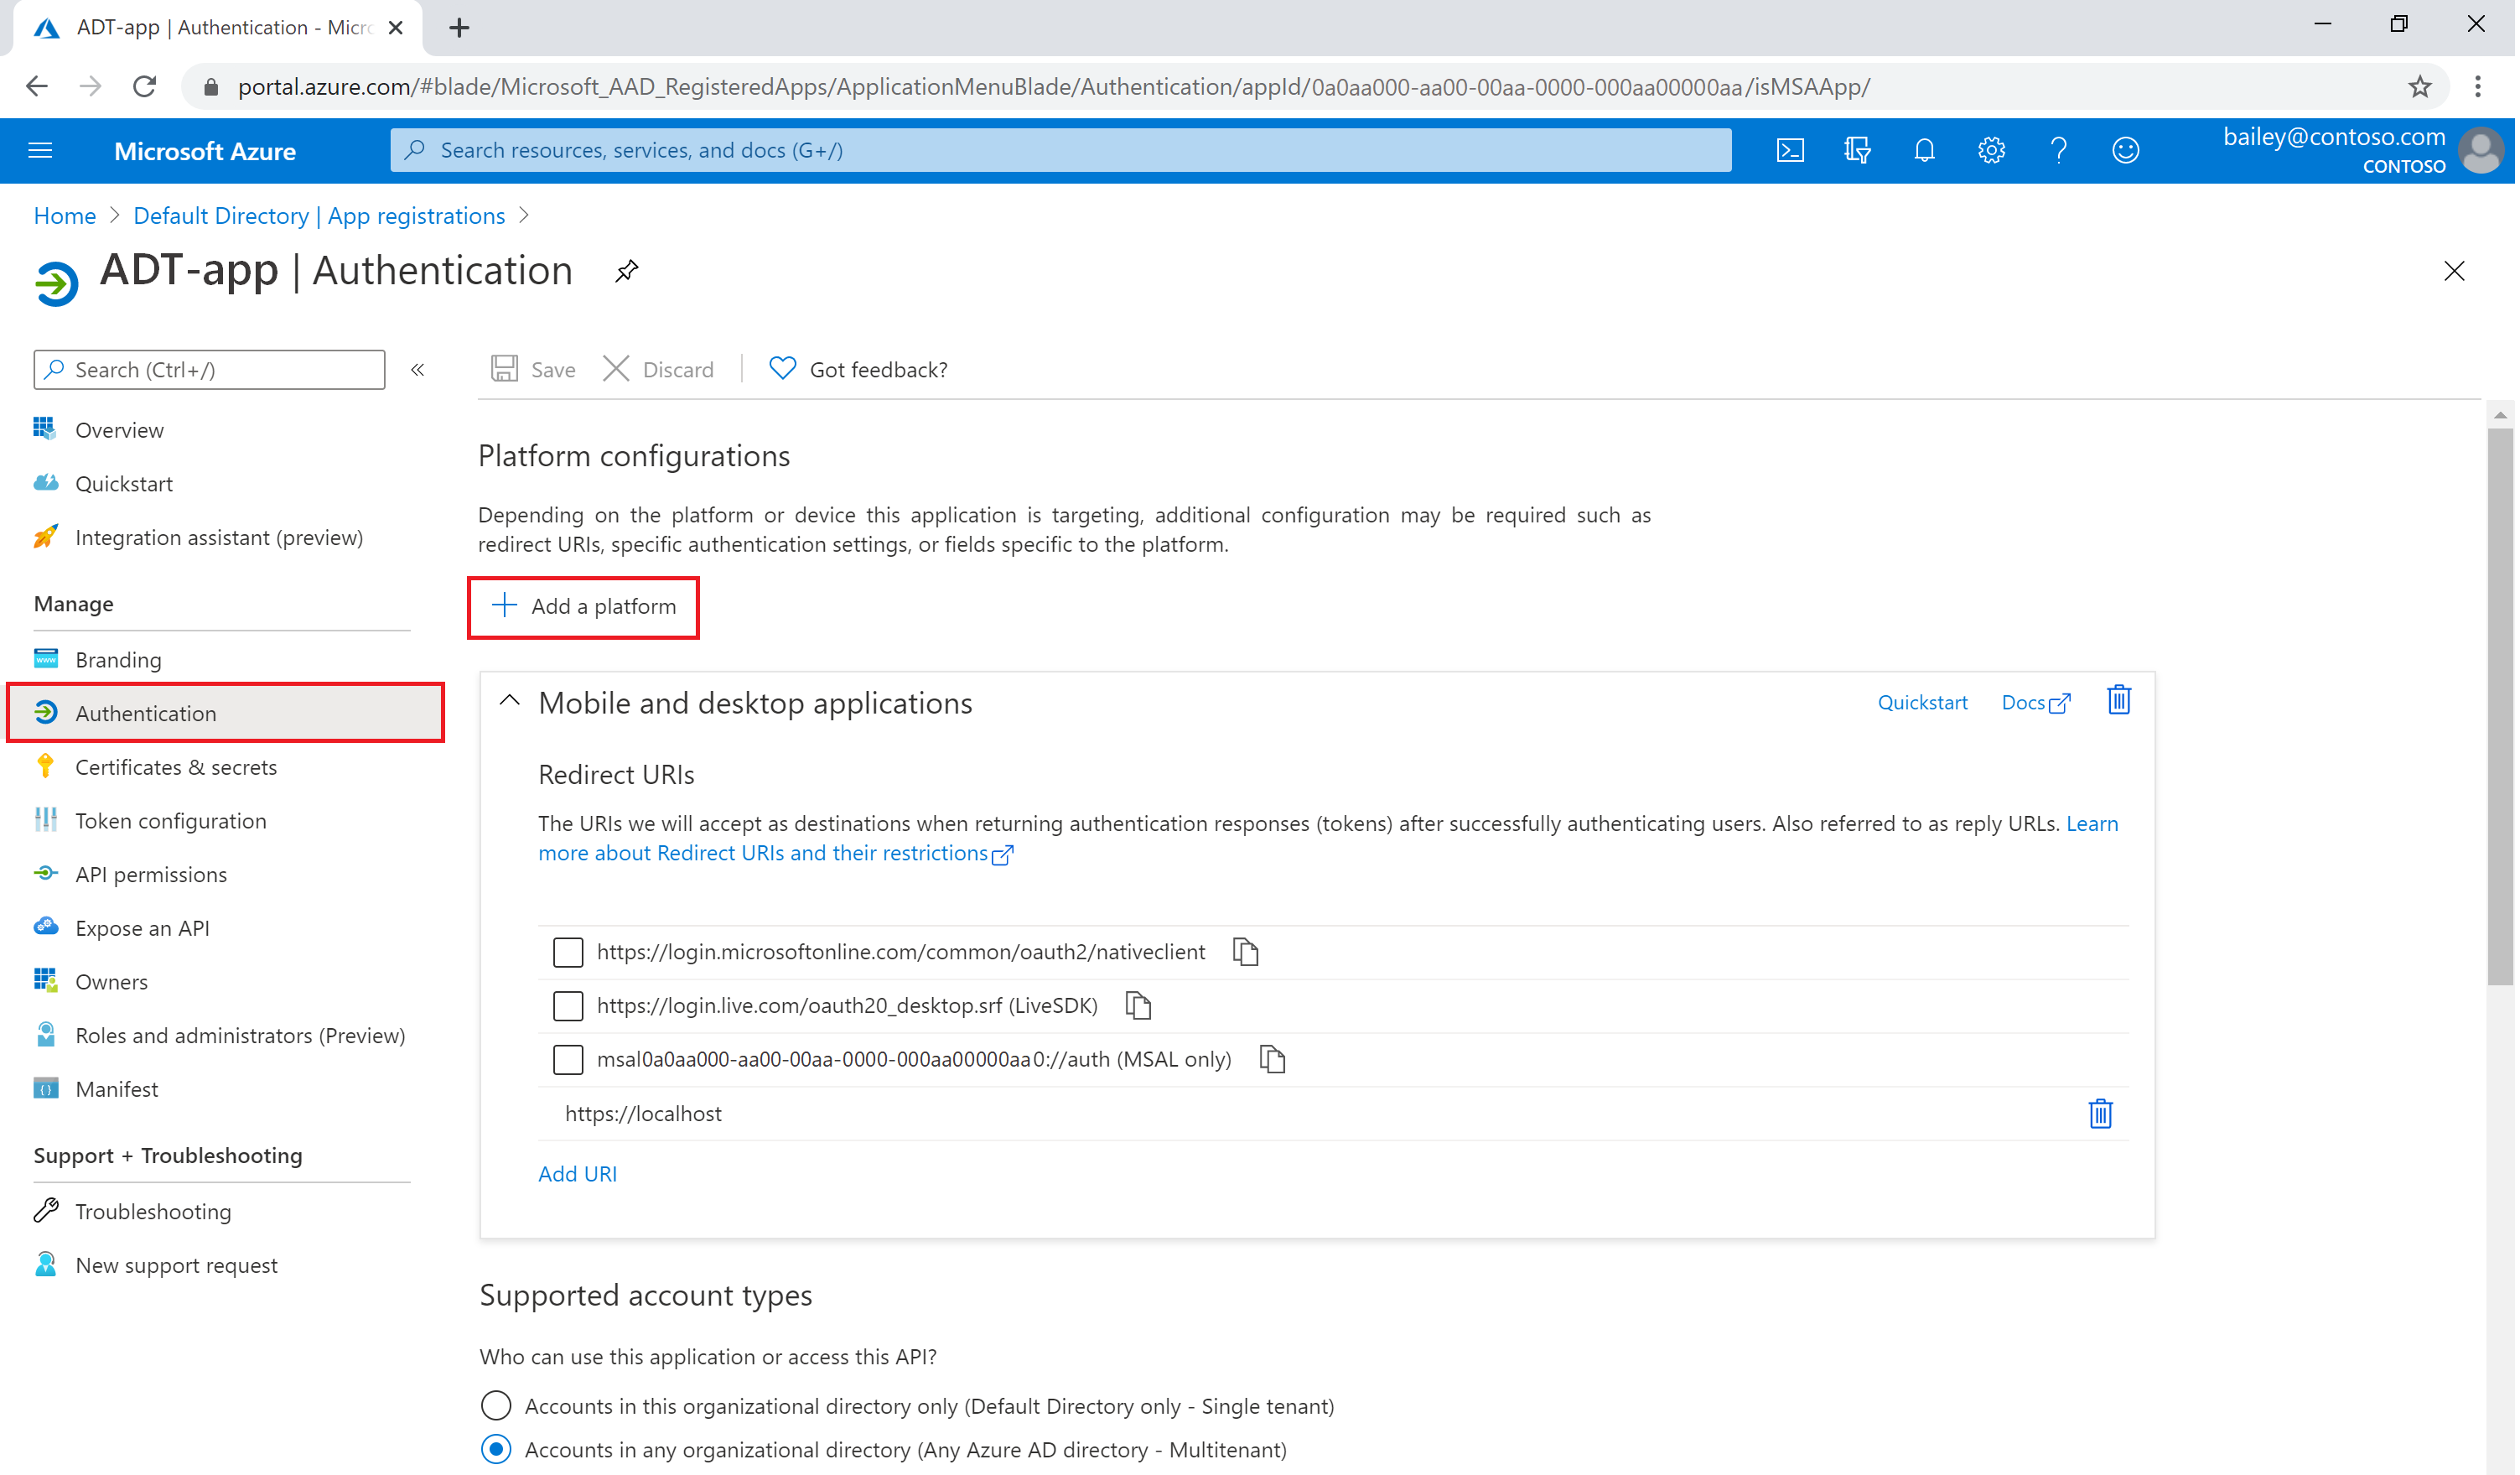 ADT-app | Authentication - Micr
portal.azure.com/#blade/Microsoft_AAD_RegisteredApps/ApplicationMenuBlade/Authentication/appId/0a0aa000-aa00-00aa-0000-000aa00000aa/isMSAApp/
Microsoft Azure
Search resources, services, and docs (G+/)
bailey@contoso.com
CONTOSO
Home > Default Directory | App registrations >
ADT-app | Authentication
Search (Ctrl+/)
«
Save
Discard
Got feedback?
Overview
Quickstart
Integration assistant (preview)
Manage
Branding
Authentication
Certificates & secrets
Token configuration
API permissions
Expose an API
Owners
Roles and administrators (Preview)
Manifest
Support + Troubleshooting
Troubleshooting
New support request
Platform configurations
Depending on the platform or device this application is targeting, additional configuration may be required such as
redirect URIs, specific authentication settings, or fields specific to the platform.
+ Add a platform
Mobile and desktop applications
Quickstart
Docs
Redirect URIs
The URIs we will accept as destinations when returning authentication responses (tokens) after successfully authenticating users. Also referred to as reply URLs. Learn
more about Redirect URIs and their restrictions
https://login.microsoftonline.com/common/oauth2/nativeclient
https://login.live.com/oauth20_desktop.srf (LiveSDK)
msal0a0aa000-aa00-00aa-0000-000aa00000aa0://auth (MSAL only)
https://localhost
Add URI
Supported account types
Who can use this application or access this API?
Accounts in this organizational directory only (Default Directory only - Single tenant)
Accounts in any organizational directory (Any Azure AD directory - Multitenant)